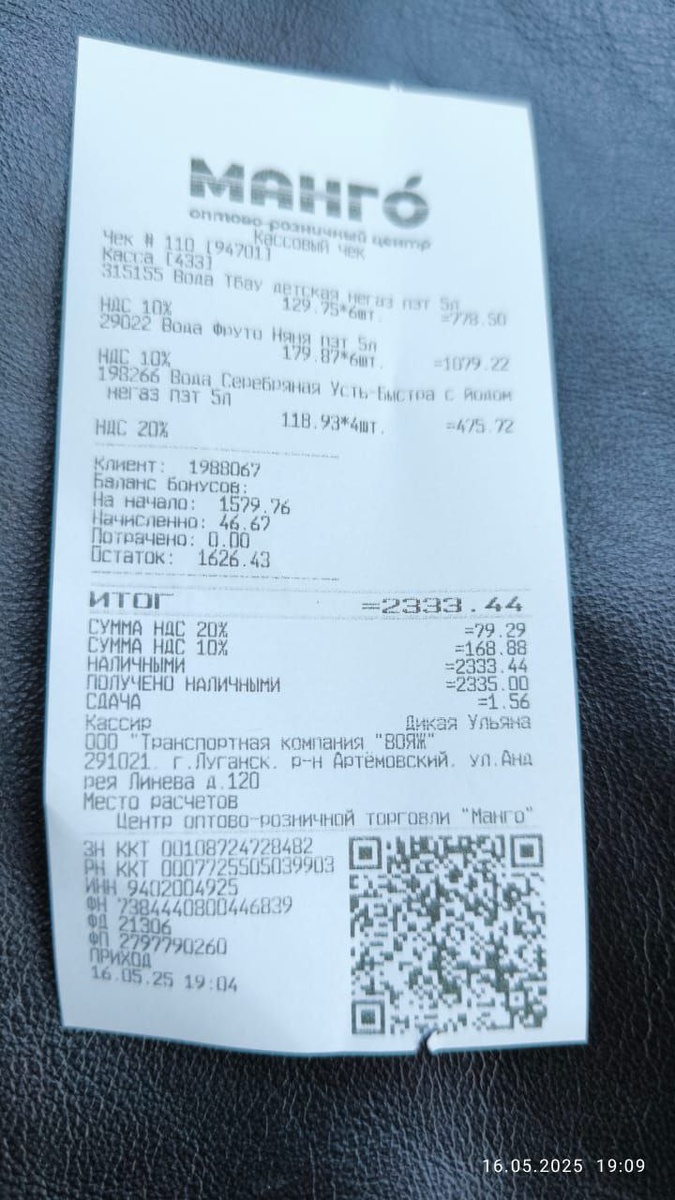 МАНГО́
оптово-розничный центр
Кассовый чек
Чек # 110 [94701]
Касса [433]
315155 Вода Тбау детская негаз пэт 5л
129.75*6шт. =778.50
НДС 10%
29022 Вода Фруто Няня пэт 5л
179.87*6шт. =1079.22
НДС 10%
198266 Вода Серебряная Усть-Быстра с йодом
негаз пэт 5л
118.93*4шт. =475.72
НДС 20%
Клиент: 1988067
Баланс бонусов:
На начало: 1579.76
Начисленно: 46.67
Потрачено: 0.00
Остаток: 1626.43
ИТОГ =2333.44
СУММА НДС 20% =79.29
СУММА НДС 10% =168.88
НАЛИЧНЫМИ =2333.44
ПОЛУЧЕНО НАЛИЧНЫМИ =2335.00
СДАЧА =1.56
Кассир Дикая Ульяна
ООО "Транспортная компания "ВОЯЖ"
291021. г.Луганск. р-н Артёмовский. ул.Анд
рея Линева д.120
Место расчетов
Центр оптово-розничной торговли "Манго"
ЗН ККТ 00108724728482
РН ККТ 0007725505039903
ИНН 9402004925
ФН 7384440800446839
ФД 21306
ФП 2797790260
ПРИХОД
16.05.25 19:04
16.05.2025 19:09